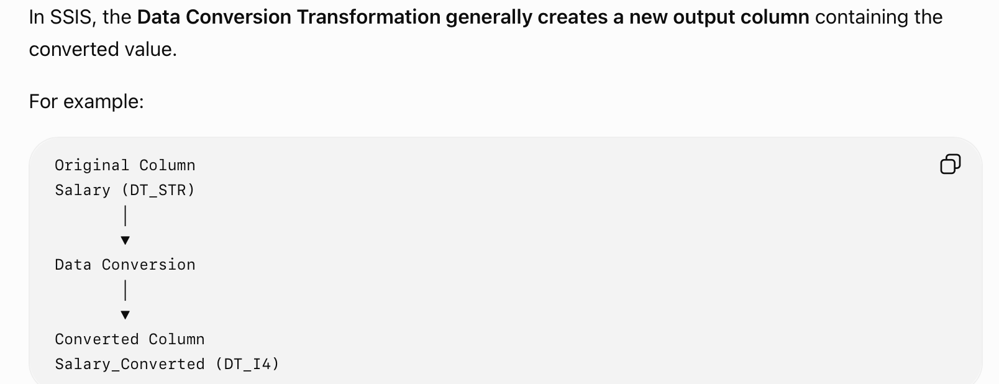 In SSIS, the Data Conversion Transformation generally creates a new output column containing the
converted value.
For example:
Original Column
Salary (DT_STR)
Data Conversion
Converted Column
Salary_Converted (DT_I4)